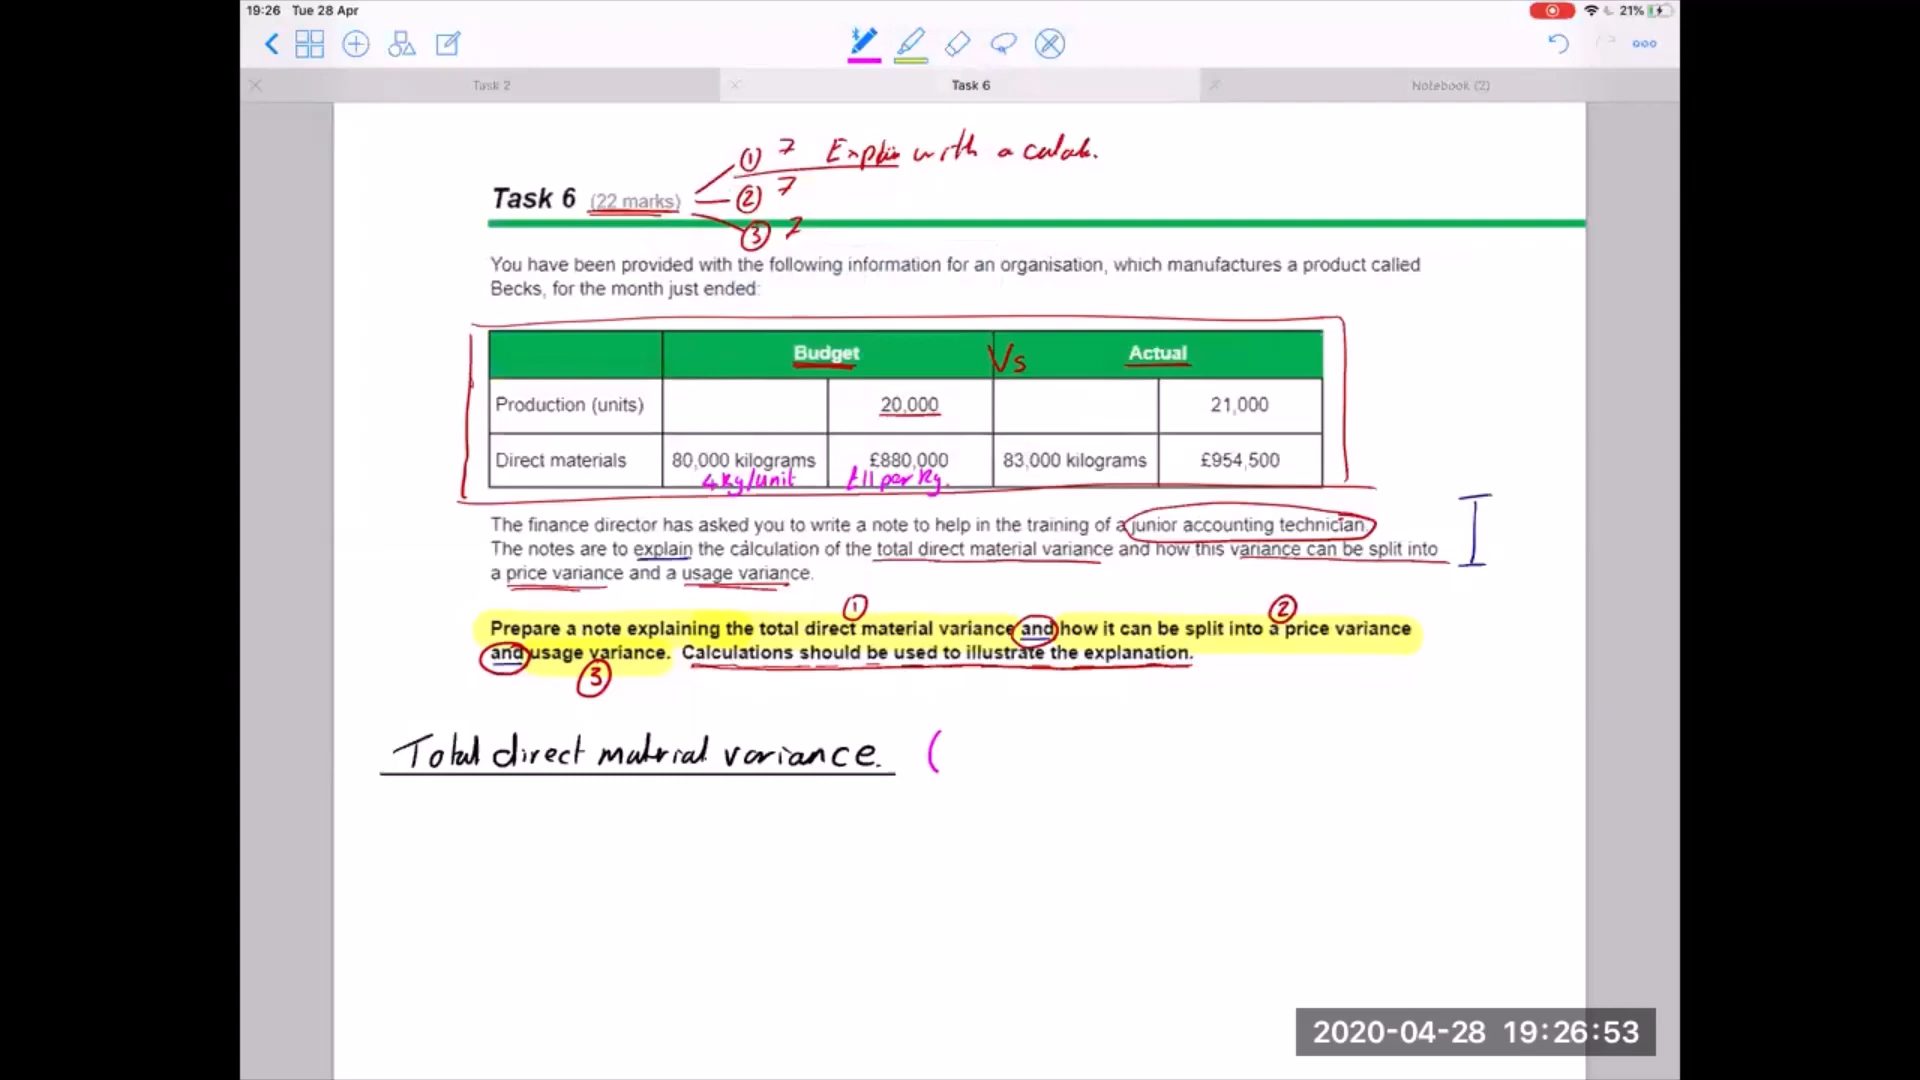 19:26 Tue 28 Apr
21%
Task 2
Task 6
Notebook (2)
① 7 Explain with a calculi.
Task 6 (22 marks)
② 7
③ 7
You have been provided with the following information for an organisation, which manufactures a product called
Becks, for the month just ended:
Budget Vs Actual
Production (units) 20,000 21,000
Direct materials 80,000 kilograms £880,000 83,000 kilograms £954,500
4kg/unit £11 per kg.
The finance director has asked you to write a note to help in the training of a junior accounting technician.
The notes are to explain the calculation of the total direct material variance and how this variance can be split into
a price variance and a usage variance.
① ②
Prepare a note explaining the total direct material variance and how it can be split into a price variance
and usage variance. Calculations should be used to illustrate the explanation.
③
Total direct material variance. (
2020-04-28 19:26:53